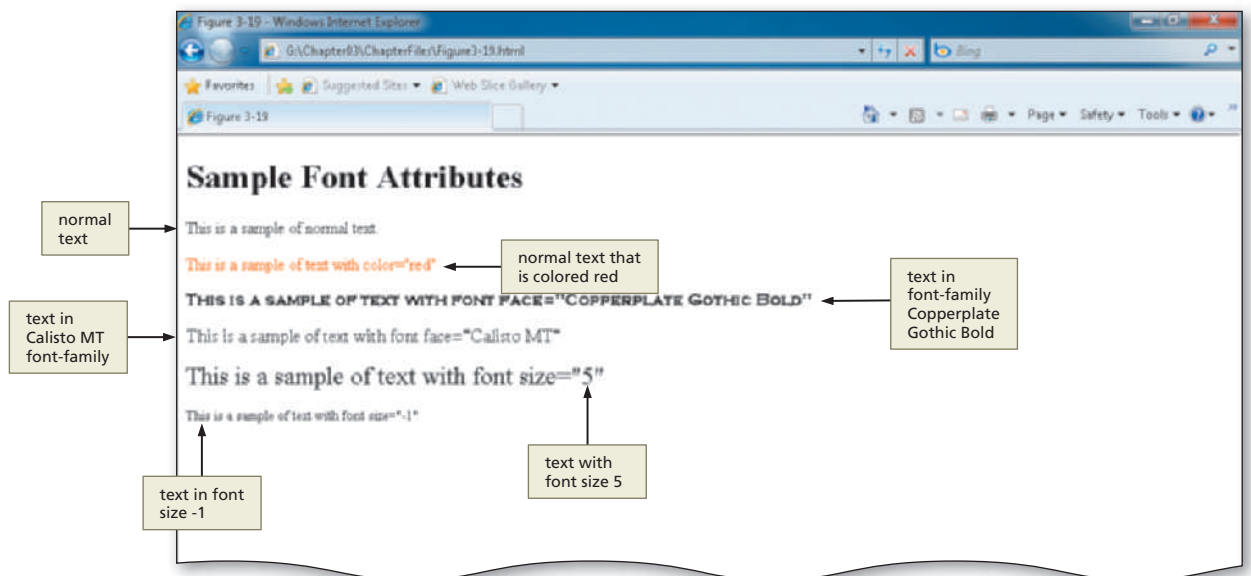 Figure 3-19 - Windows Internet Explorer
G:\Chapter03\ChapterFiles\Figure3-19.html
Bing
Favorites Suggested Sites Web Slice Gallery
Figure 3-19
Page Safety Tools
Sample Font Attributes
normal
text
This is a sample of normal text.
This is a sample of text with color="red"
normal text that
is colored red
This is a sample of text with font face="Copperplate Gothic Bold"
text in
font-family
Copperplate
Gothic Bold
text in
Calisto MT
font-family
This is a sample of text with font face="Calisto MT"
This is a sample of text with font size="5"
This is a sample of text with font size="-1"
text with
font size 5
text in font
size -1